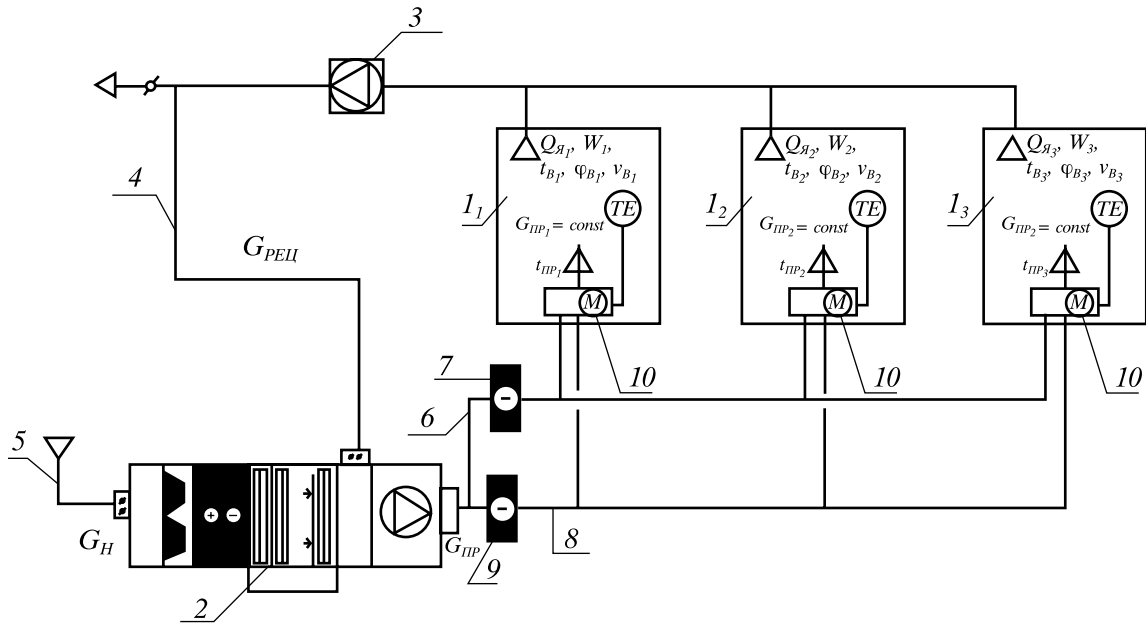 3
Q_Я1, W_1,
t_В1, φ_В1, v_В1
1_1
TE
G_ПР1 = const
t_ПР1
M
10
Q_Я2, W_2,
t_В2, φ_В2, v_В2
1_2
TE
G_ПР2 = const
t_ПР2
M
10
Q_Я3, W_3,
t_В3, φ_В3, v_В3
1_3
TE
G_ПР2 = const
t_ПР3
M
10
4
G_РЕЦ
7
6
5
G_Н
+ −
G_ПР
−
−
8
9
2